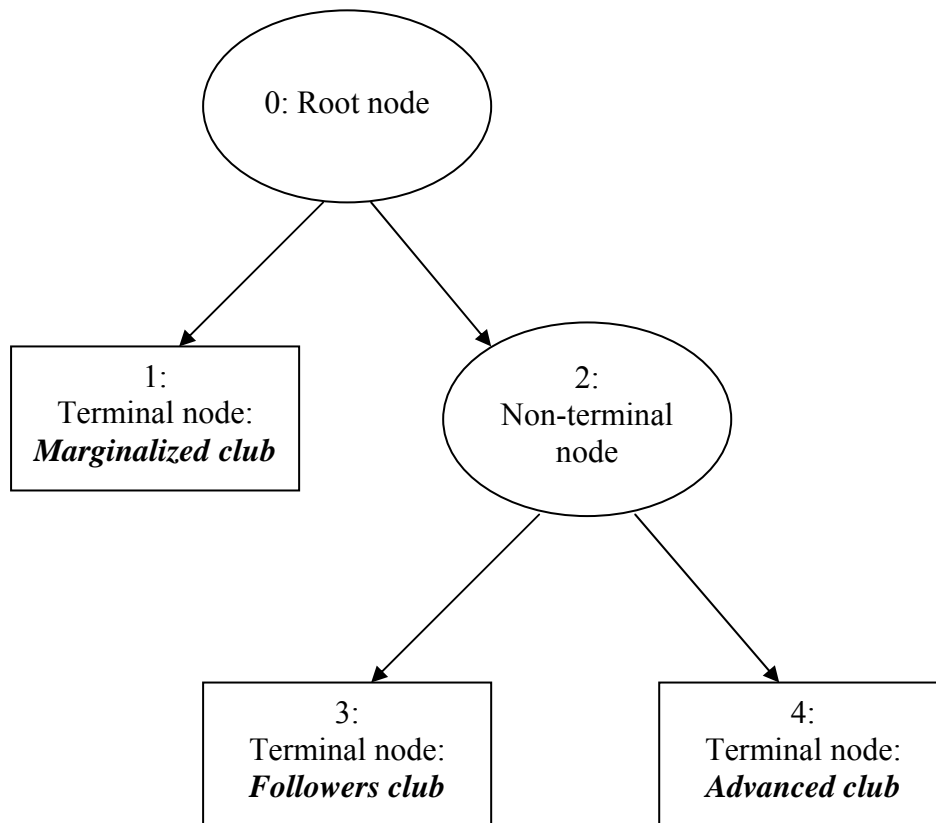 0: Root node
1:
Terminal node:
Marginalized club
2:
Non-terminal
node
3:
Terminal node:
Followers club
4:
Terminal node:
Advanced club